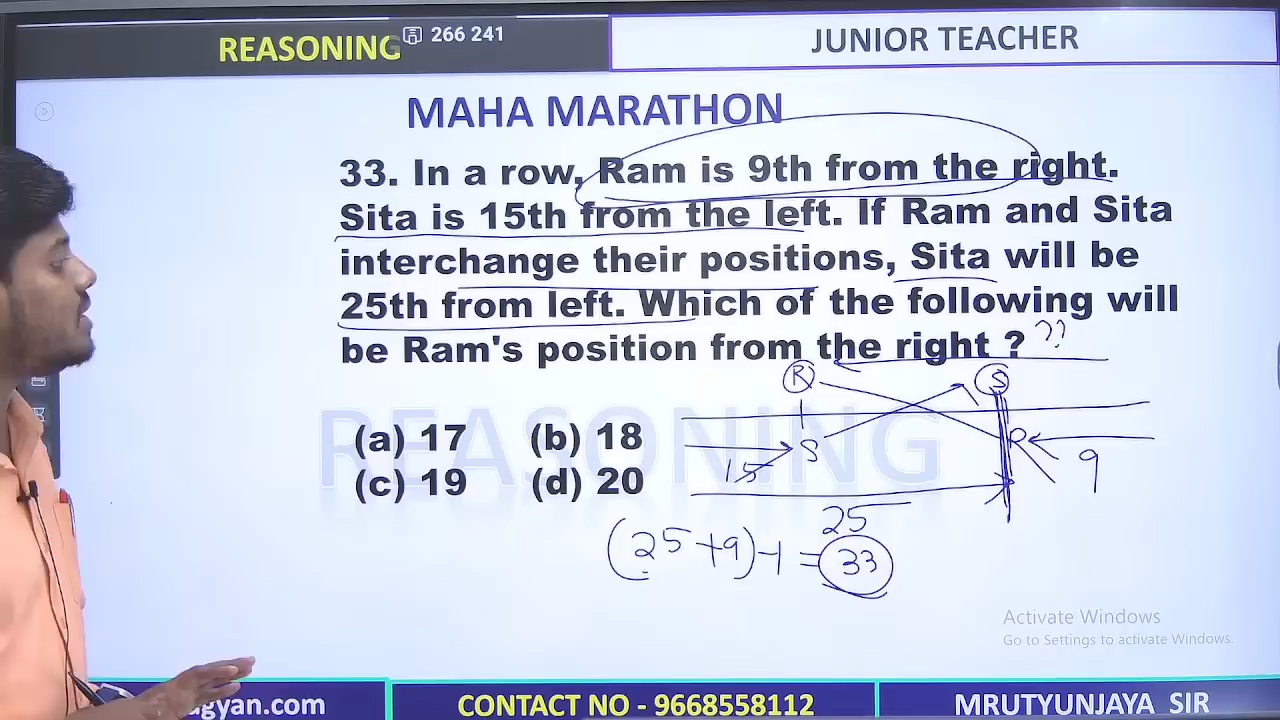 REASONING 266 241
JUNIOR TEACHER
MAHA MARATHON
33. In a row, Ram is 9th from the right.
Sita is 15th from the left. If Ram and Sita
interchange their positions, Sita will be
25th from left. Which of the following will
be Ram's position from the right ? ??
(a) 17 (b) 18
(c) 19 (d) 20
REASONING
R S
S R
15 9
25
(25+9)-1=33
Activate Windows
Go to Settings to activate Windows.
agyan.com
CONTACT NO - 9668558112
MRUTYUNJAYA SIR